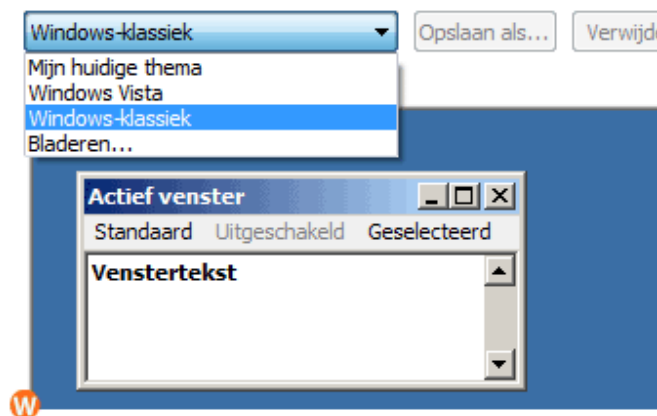 Windows-klassiek Opslaan als...
Mijn huidige thema
Windows Vista
Windows-klassiek
Bladeren...
Actief venster
Standaard Uitgeschakeld Geselecteerd
Venstertekst
W